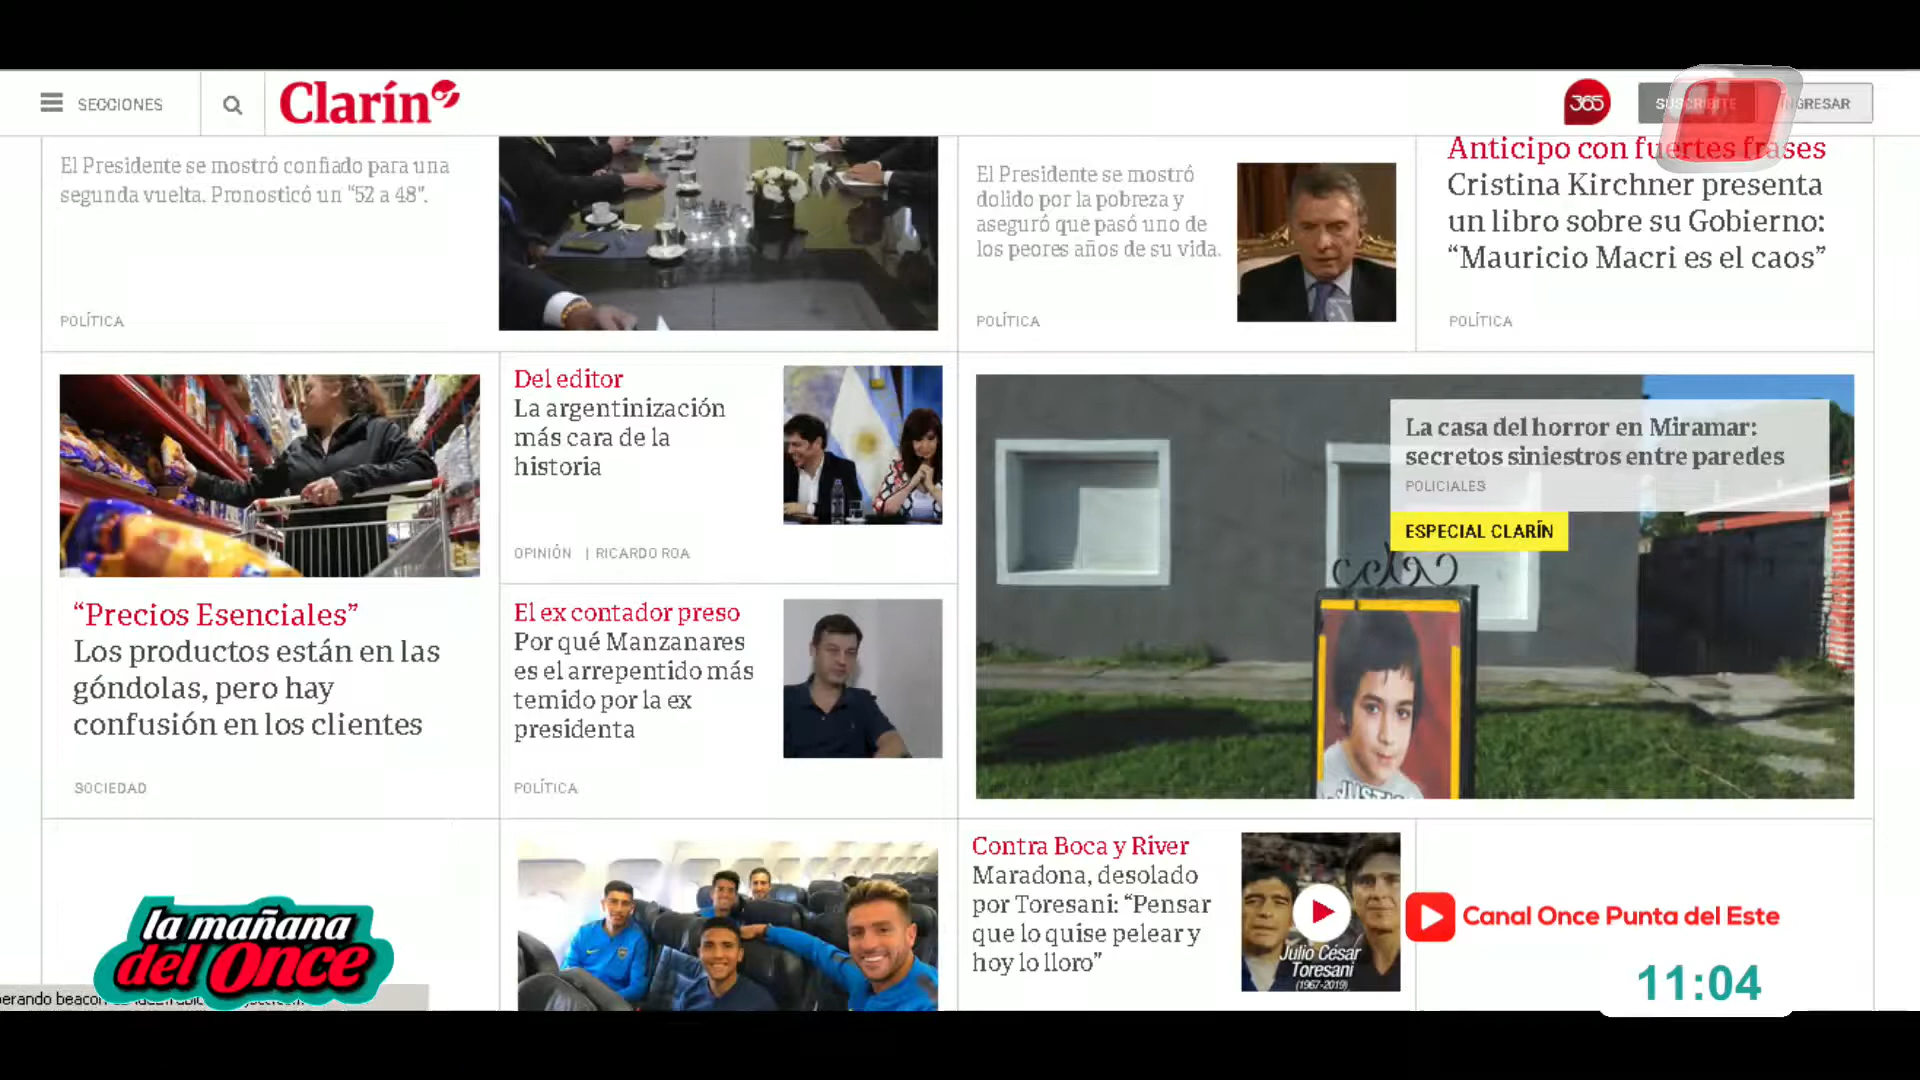 SECCIONES
Clarín
365
SUSCRIBITE
INGRESAR
El Presidente se mostró confiado para una
segunda vuelta. Pronosticó un "52 a 48".
POLÍTICA
El Presidente se mostró
dolido por la pobreza y
aseguró que pasó uno de
los peores años de su vida.
POLÍTICA
Anticipo con fuertes frases
Cristina Kirchner presenta
un libro sobre su Gobierno:
“Mauricio Macri es el caos”
POLÍTICA
“Precios Esenciales”
Los productos están en las
góndolas, pero hay
confusión en los clientes
SOCIEDAD
Del editor
La argentinización
más cara de la
historia
OPINIÓN | RICARDO ROA
El ex contador preso
Por qué Manzanares
es el arrepentido más
temido por la ex
presidenta
POLÍTICA
La casa del horror en Miramar:
secretos siniestros entre paredes
POLICIALES
ESPECIAL CLARÍN
Contra Boca y River
Maradona, desolado
por Toresani: “Pensar
que lo quise pelear y
hoy lo lloro”
Julio César
Toresani
(1967-2019)
la mañana
del Once
Canal Once Punta del Este
11:04